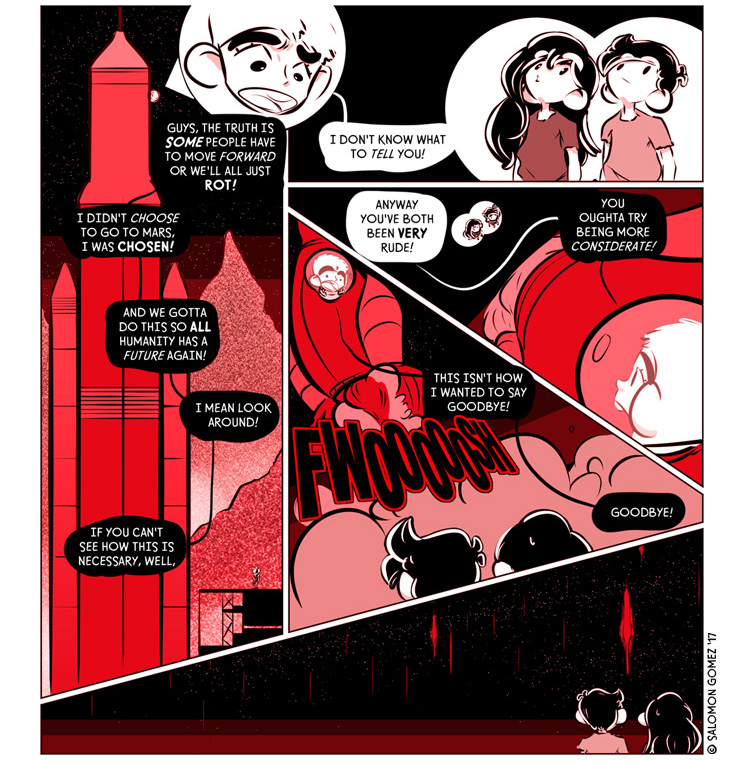 GUYS, THE TRUTH IS
SOME PEOPLE HAVE
TO MOVE FORWARD
OR WE'LL ALL JUST
ROT!
I DIDN'T CHOOSE
TO GO TO MARS,
I WAS CHOSEN!
AND WE GOTTA
DO THIS SO ALL
HUMANITY HAS A
FUTURE AGAIN!
I MEAN LOOK
AROUND!
IF YOU CAN'T
SEE HOW THIS IS
NECESSARY, WELL,
I DON'T KNOW WHAT
TO TELL YOU!
ANYWAY
YOU'VE BOTH
BEEN VERY
RUDE!
YOU
OUGHTA TRY
BEING MORE
CONSIDERATE!
THIS ISN'T HOW
I WANTED TO SAY
GOODBYE!
GOODBYE!
FWOOOOOSH
© SALOMON GOMEZ '17